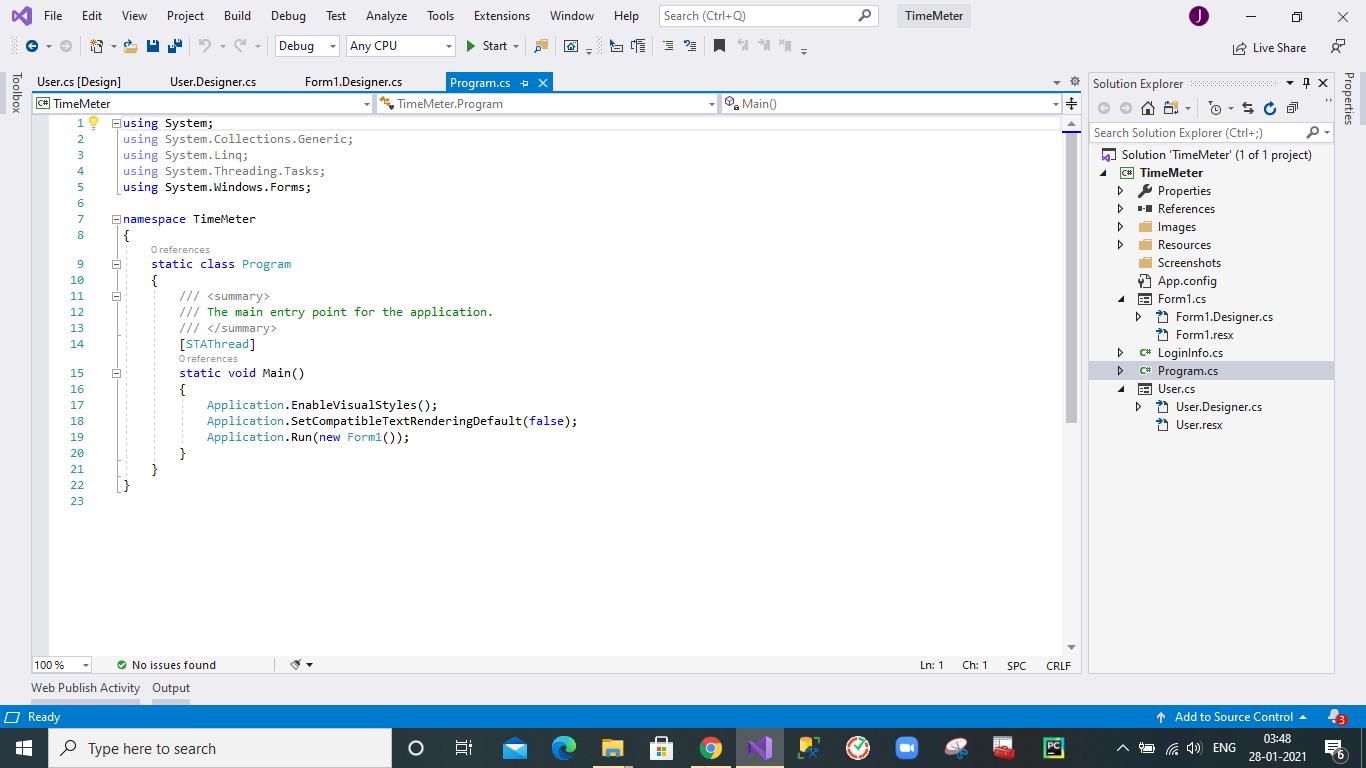 File Edit View Project Build Debug Test Analyze Tools Extensions Window Help Search (Ctrl+Q) TimeMeter J
Debug Any CPU Start Live Share
Toolbox
User.cs [Design] User.Designer.cs Form1.Designer.cs Program.cs
C# TimeMeter TimeMeter.Program Main()
1 using System;
2 using System.Collections.Generic;
3 using System.Linq;
4 using System.Threading.Tasks;
5 using System.Windows.Forms;
6
7 namespace TimeMeter
8 {
0 references
9 static class Program
10 {
11 /// <summary>
12 /// The main entry point for the application.
13 /// </summary>
14 [STAThread]
0 references
15 static void Main()
16 {
17 Application.EnableVisualStyles();
18 Application.SetCompatibleTextRenderingDefault(false);
19 Application.Run(new Form1());
20 }
21 }
22 }
23
100 % No issues found Ln: 1 Ch: 1 SPC CRLF
Solution Explorer
Search Solution Explorer (Ctrl+;)
Solution 'TimeMeter' (1 of 1 project)
C# TimeMeter
Properties
References
Images
Resources
Screenshots
App.config
Form1.cs
Form1.Designer.cs
Form1.resx
C# LoginInfo.cs
C# Program.cs
User.cs
User.Designer.cs
User.resx
Properties
Web Publish Activity Output
Ready Add to Source Control 3
Type here to search PC ENG 03:48
28-01-2021 6